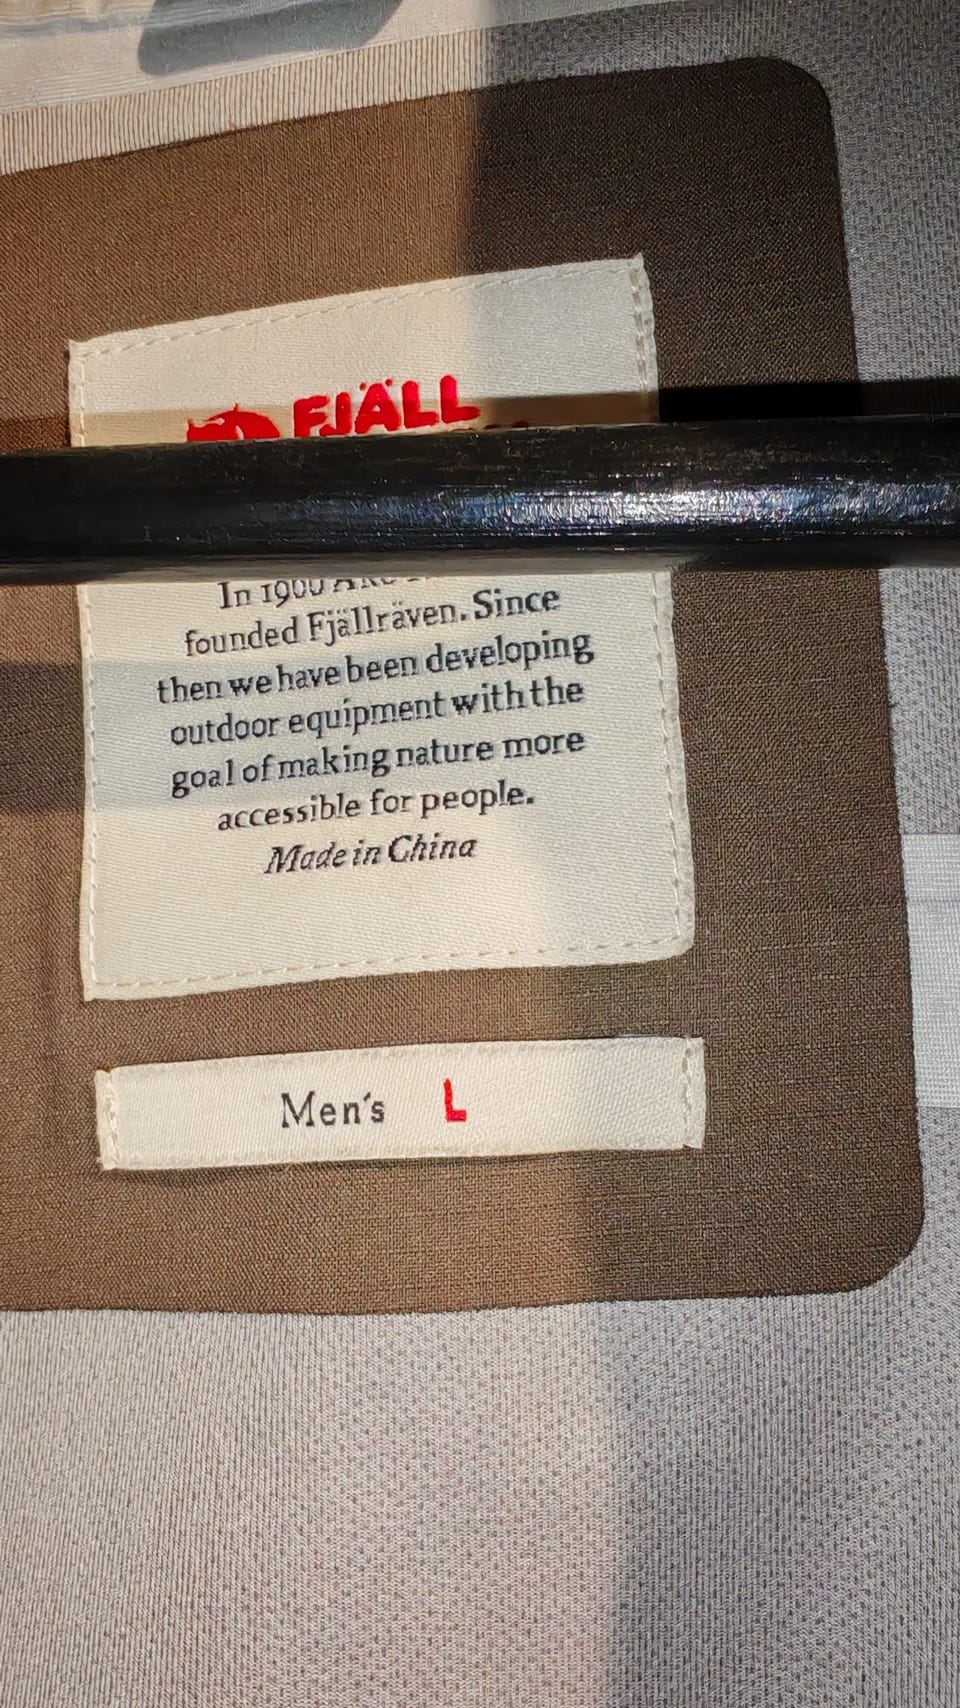 FJÄLL
In 1960
founded Fjällräven. Since
then we have been developing
outdoor equipment with the
goal of making nature more
accessible for people.
Made in China
Men's L